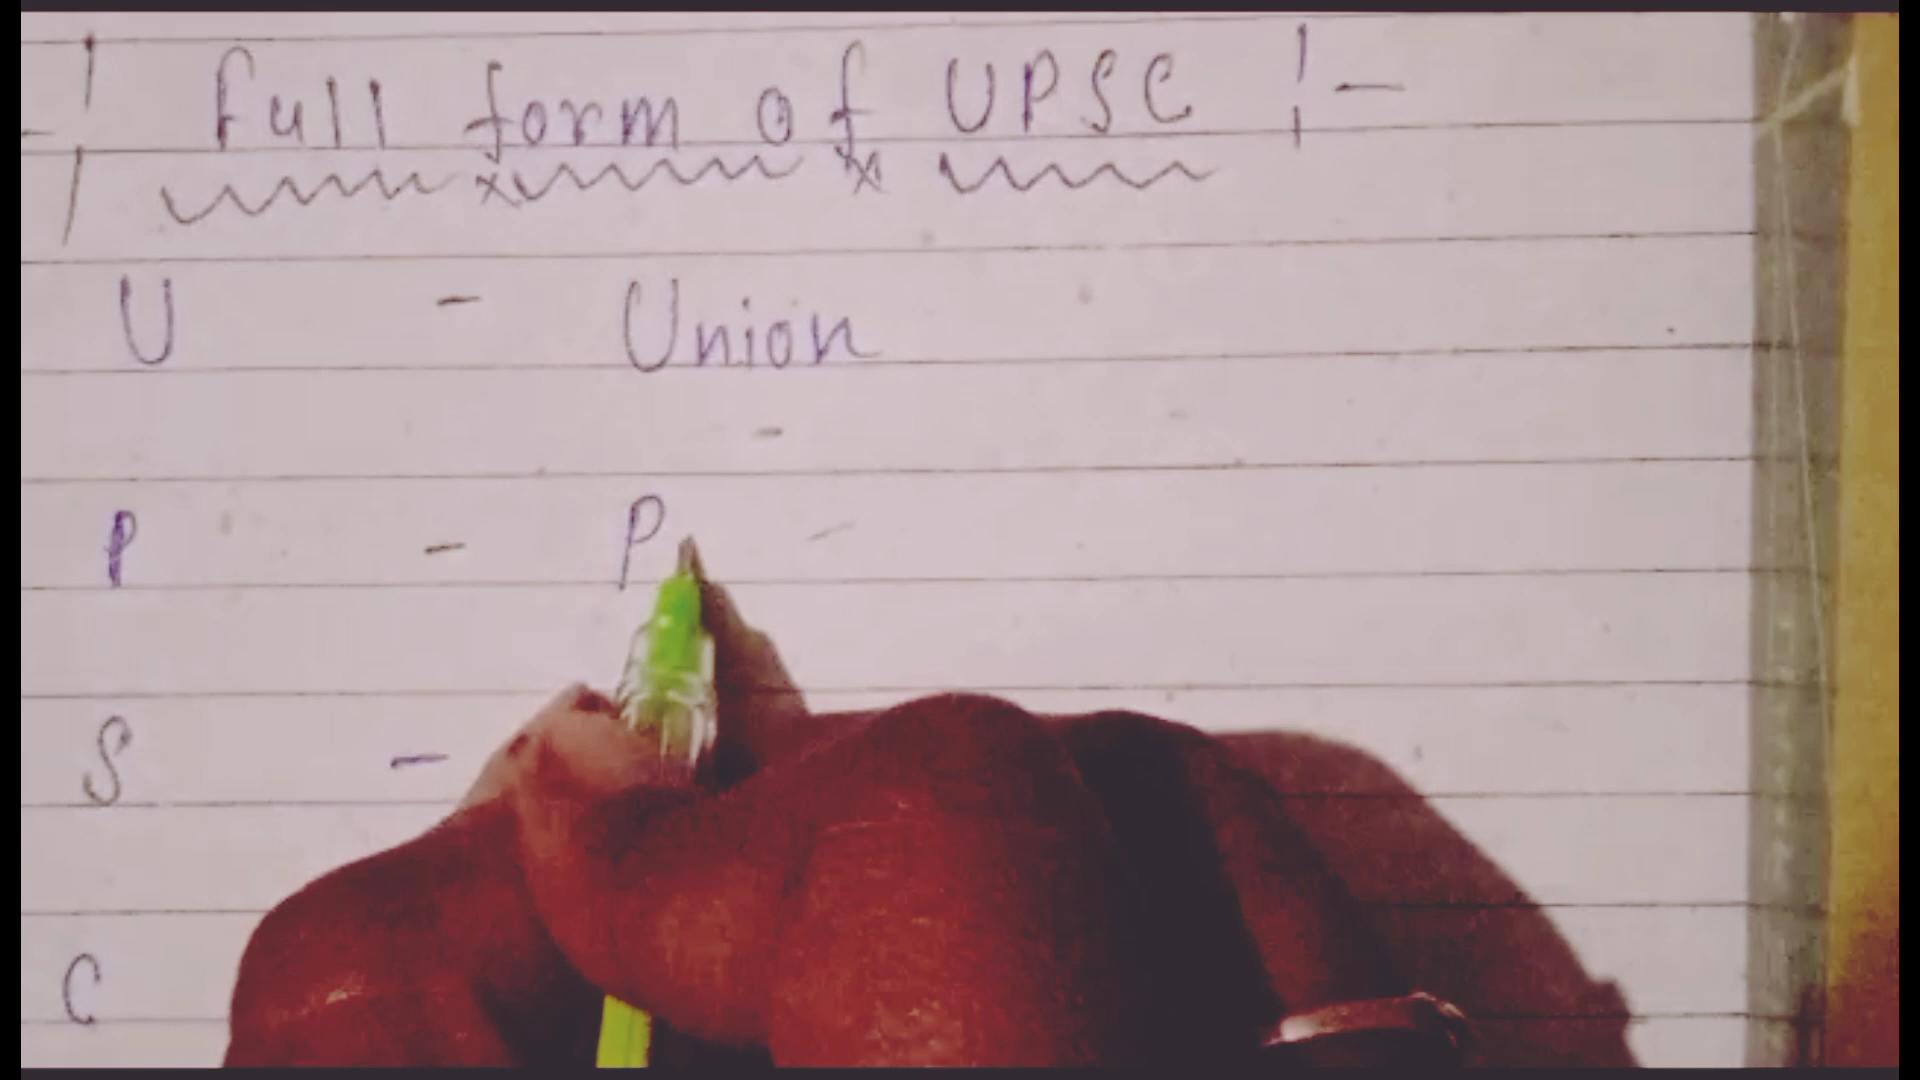 -! Full form of UPSC !-
U - Union
P - P
S -
C